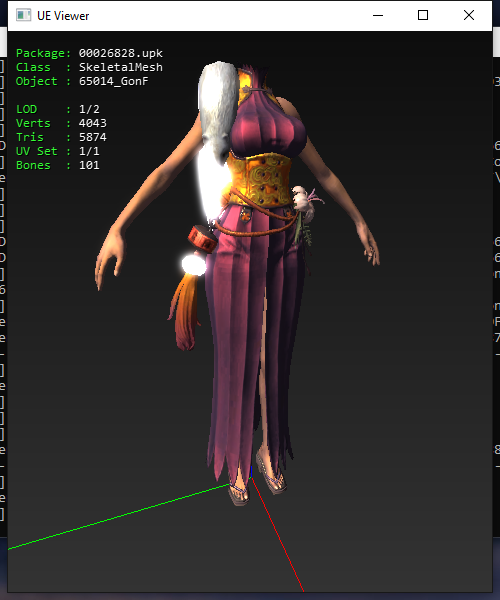 UE Viewer
Package: 00026828.upk
Class : SkeletalMesh
Object : 65014_GonF
LOD : 1/2
Verts : 4043
Tris : 5874
UV Set : 1/1
Bones : 101